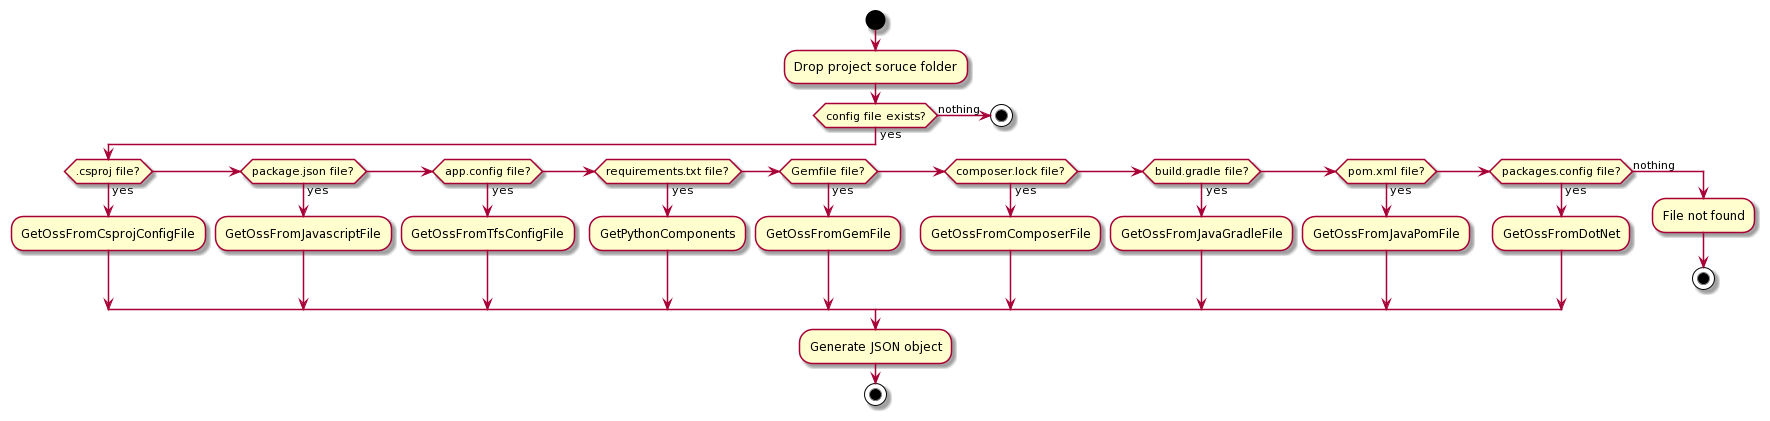 Drop project soruce folder
config file exists?
nothing
yes
.csproj file?
package.json file?
app.config file?
requirements.txt file?
Gemfile file?
composer.lock file?
build.gradle file?
pom.xml file?
packages.config file?
nothing
yes
yes
yes
yes
yes
yes
yes
yes
yes
GetOssFromCsprojConfigFile
GetOssFromJavascriptFile
GetOssFromTfsConfigFile
GetPythonComponents
GetOssFromGemFile
GetOssFromComposerFile
GetOssFromJavaGradleFile
GetOssFromJavaPomFile
GetOssFromDotNet
File not found
Generate JSON object